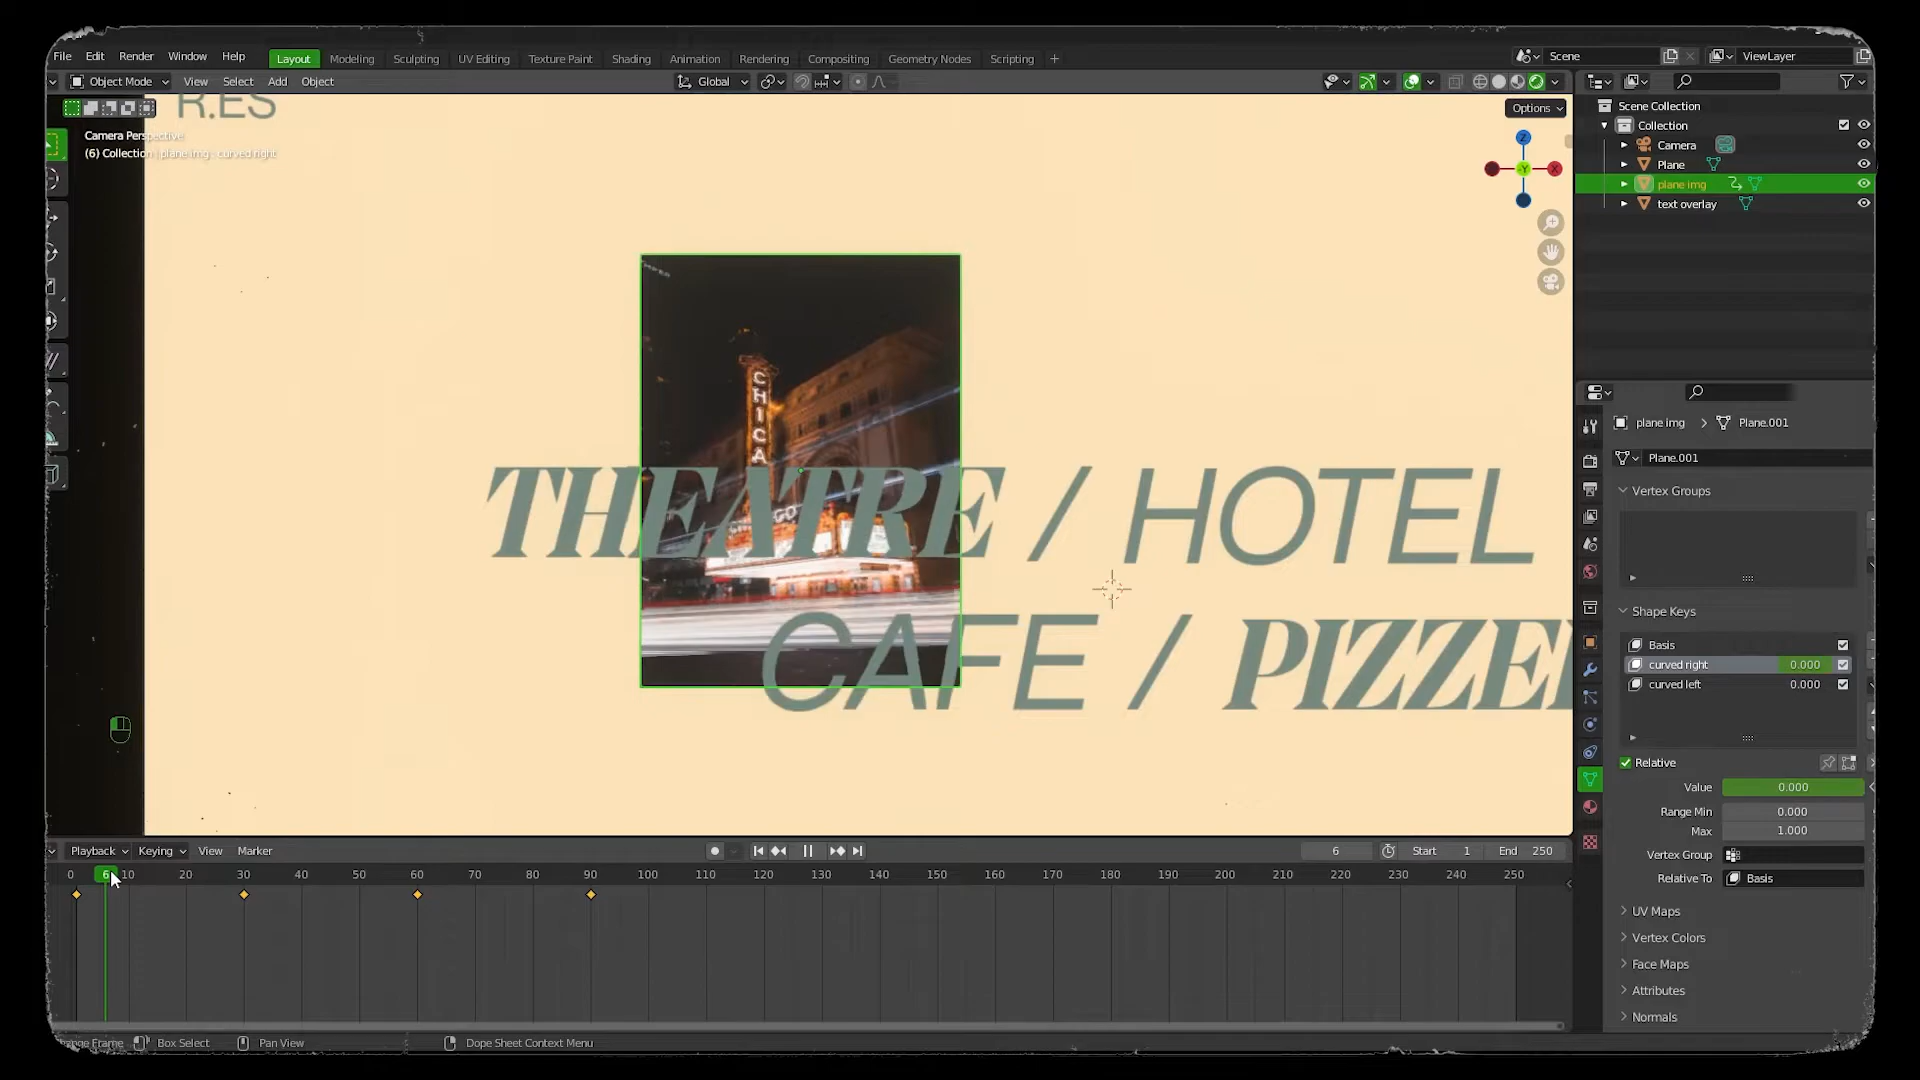 File Edit Render Window Help Layout Modeling Sculpting UV Editing Texture Paint Shading Animation Rendering Compositing Geometry Nodes Scripting + Scene ViewLayer
Object Mode View Select Add Object Global
R.ES
Options
Camera Perspective
(6) Collection | plane img : curved right
Z
Y X
Scene Collection
Collection
Camera
Plane
plane img
text overlay
CHICA
THEATRE / HOTEL
CAFE / PIZZE
plane img > Plane.001
Plane.001
Vertex Groups
Shape Keys
Basis
curved right 0.000
curved left 0.000
Relative
Value 0.000
Range Min 0.000
Max 1.000
Vertex Group
Relative To Basis
UV Maps
Vertex Colors
Face Maps
Attributes
Normals
Playback Keying View Marker 6 Start 1 End 250
0 6 10 20 30 40 50 60 70 80 90 100 110 120 130 140 150 160 170 180 190 200 210 220 230 240 250
Frame Box Select Pan View Dope Sheet Context Menu